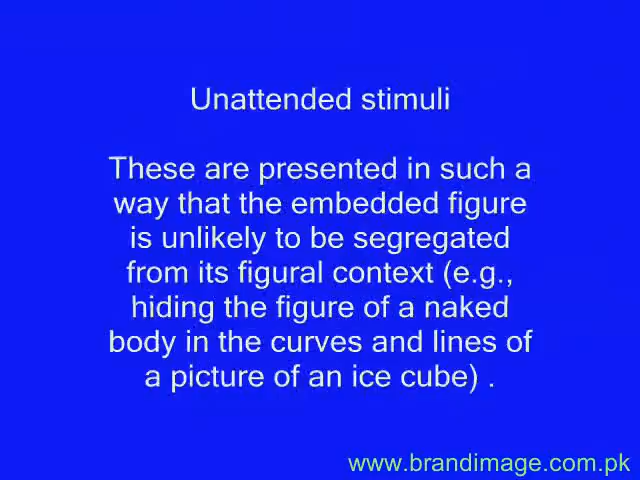 Unattended stimuli
These are presented in such a
way that the embedded figure
is unlikely to be segregated
from its figural context (e.g.,
hiding the figure of a naked
body in the curves and lines of
a picture of an ice cube) .
www.brandimage.com.pk